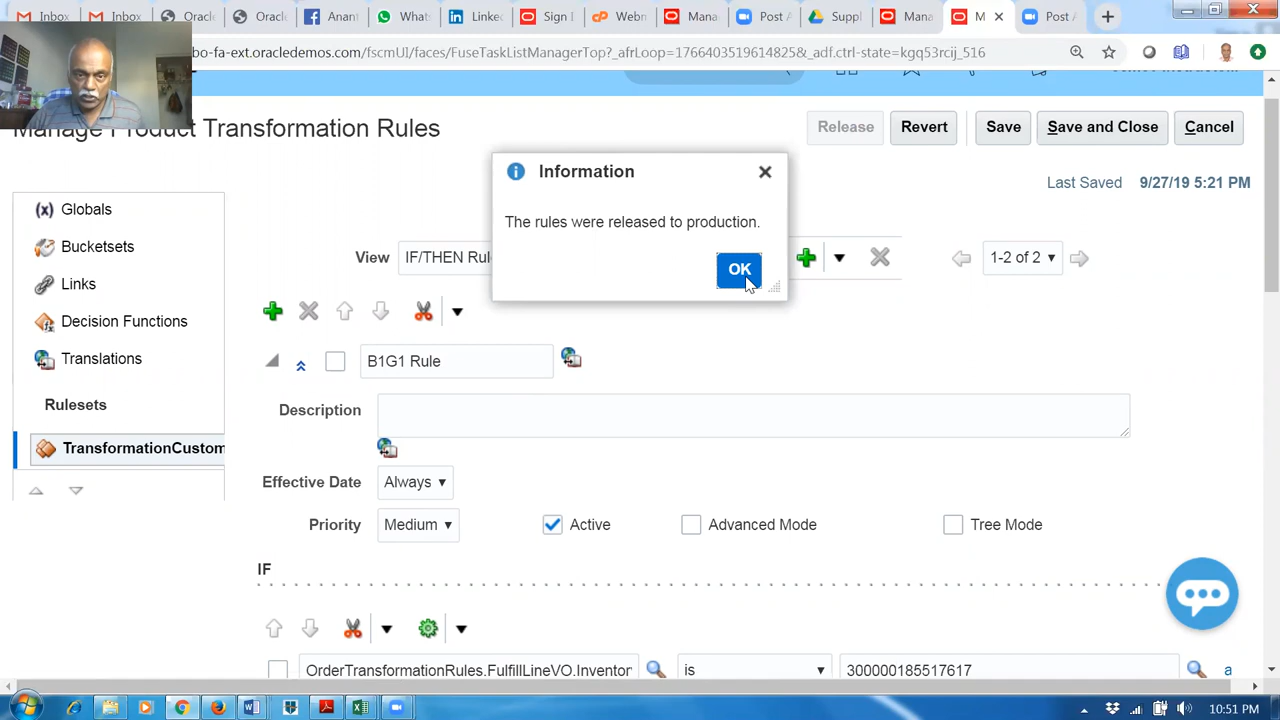 Inbox
Inbox
Oracle
Oracle
Anant
Whats
Linke
Sign
Webn
Mana
Post A
Suppl
Mana
M
Post A
bo-fa-ext.oracledemos.com/fscmUI/faces/FuseTaskListManagerTop?_afrLoop=1766403519614825&_adf.ctrl-state=kgq53rcij_516
Manage Product Transformation Rules
Release
Revert
Save
Save and Close
Cancel
Last Saved 9/27/19 5:21 PM
Information
The rules were released to production.
OK
Globals
Bucketsets
Links
Decision Functions
Translations
Rulesets
TransformationCustom
View IF/THEN Rul
1-2 of 2
B1G1 Rule
Description
Effective Date Always
Priority Medium Active Advanced Mode Tree Mode
IF
OrderTransformationRules.FulfillLineVO.Inventor is 300000185517617 a
10:51 PM